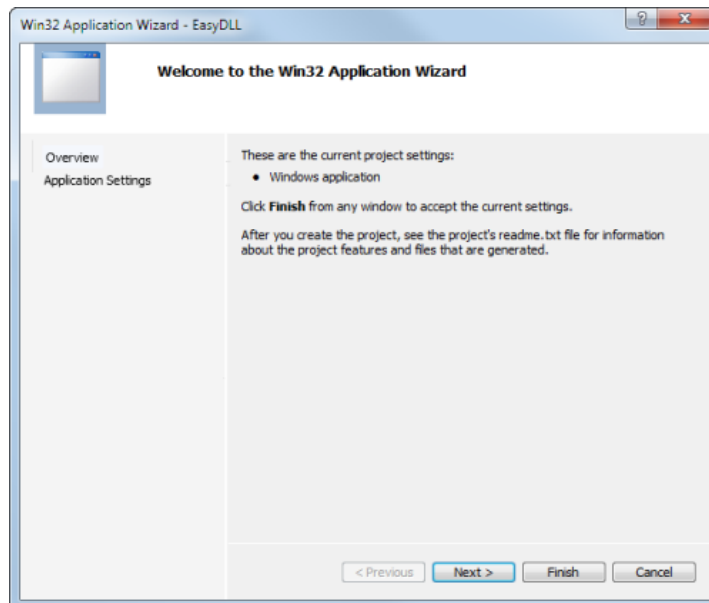 Win32 Application Wizard - EasyDLL
Welcome to the Win32 Application Wizard
Overview
Application Settings
These are the current project settings:
• Windows application
Click Finish from any window to accept the current settings.
After you create the project, see the project's readme.txt file for information
about the project features and files that are generated.
< Previous
Next >
Finish
Cancel